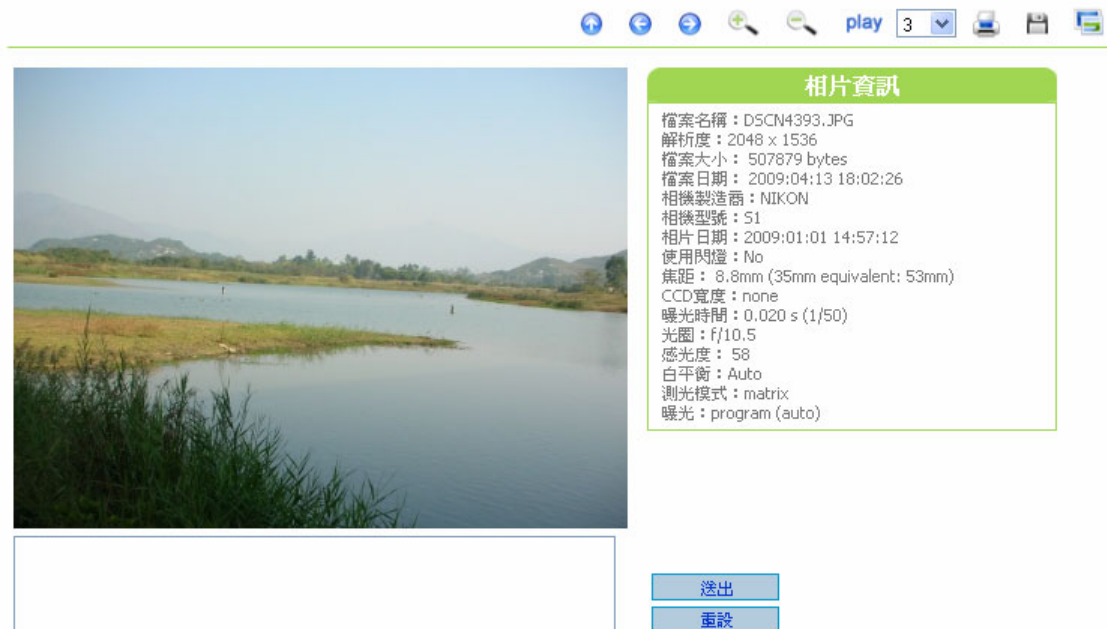 play 3
相片資訊
檔案名稱：DSCN4393.JPG
解析度：2048 x 1536
檔案大小： 507879 bytes
檔案日期： 2009:04:13 18:02:26
相機製造商：NIKON
相機型號：S1
相片日期：2009:01:01 14:57:12
使用閃燈：No
焦距： 8.8mm (35mm equivalent: 53mm)
CCD寬度：none
曝光時間：0.020 s (1/50)
光圈：f/10.5
感光度： 58
白平衡：Auto
測光模式：matrix
曝光：program (auto)
送出
重設